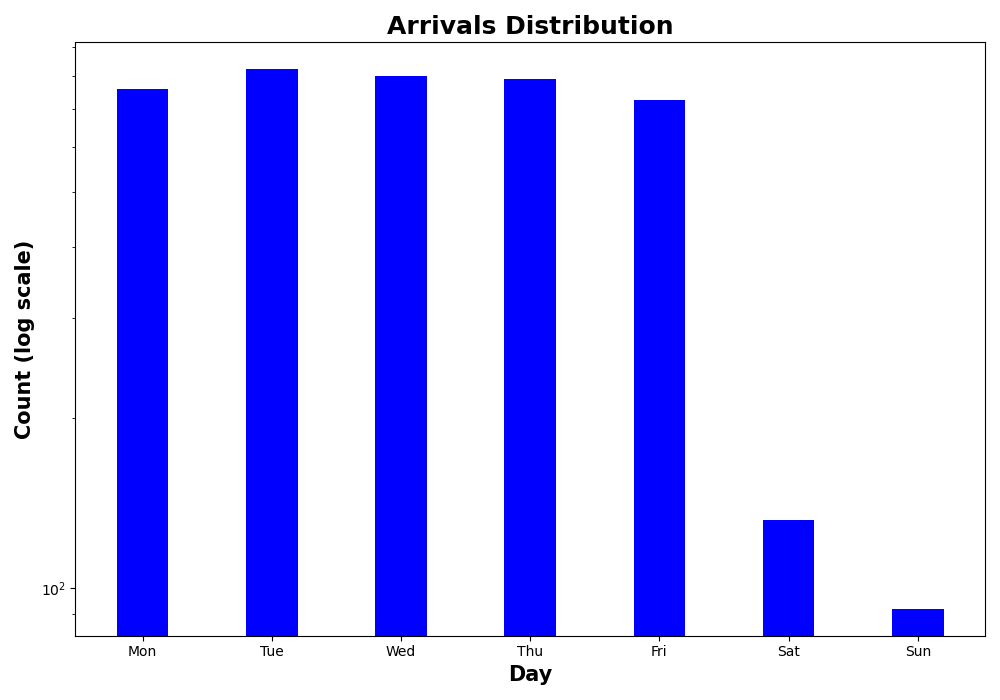 Arrivals Distribution
Count (log scale)
10²
Mon Tue Wed Thu Fri Sat Sun
Day